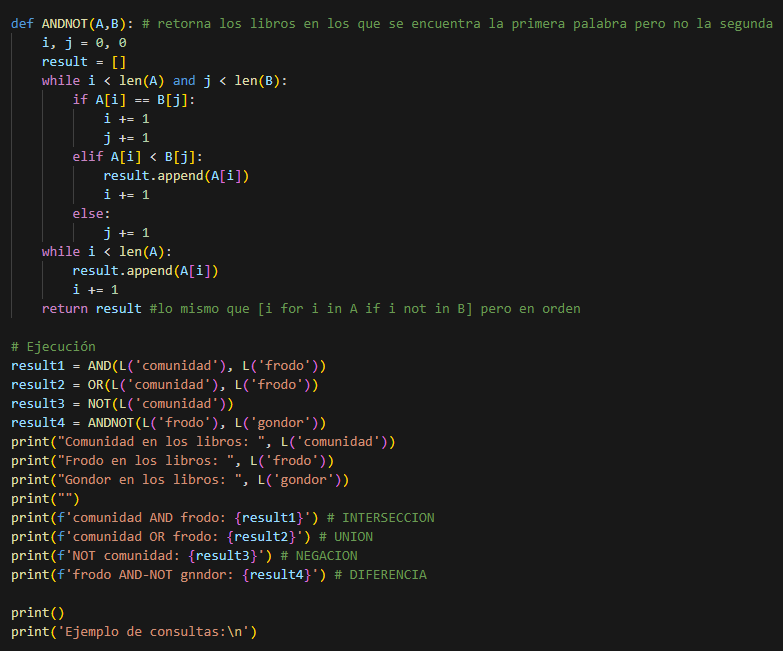 def ANDNOT(A,B): # retorna los libros en los que se encuentra la primera palabra pero no la segunda
    i, j = 0, 0
    result = []
    while i < len(A) and j < len(B):
        if A[i] == B[j]:
            i += 1
            j += 1
        elif A[i] < B[j]:
            result.append(A[i])
            i += 1
        else:
            j += 1
    while i < len(A):
        result.append(A[i])
        i += 1
    return result #lo mismo que [i for i in A if i not in B] pero en orden

# Ejecución
result1 = AND(L('comunidad'), L('frodo'))
result2 = OR(L('comunidad'), L('frodo'))
result3 = NOT(L('comunidad'))
result4 = ANDNOT(L('frodo'), L('gondor'))
print("Comunidad en los libros: ", L('comunidad'))
print("Frodo en los libros: ", L('frodo'))
print("Gondor en los libros: ", L('gondor'))
print("")
print(f'comunidad AND frodo: {result1}') # INTERSECCION
print(f'comunidad OR frodo: {result2}') # UNION
print(f'NOT comunidad: {result3}') # NEGACION
print(f'frodo AND-NOT gnndor: {result4}') # DIFERENCIA

print()
print('Ejemplo de consultas:\n')